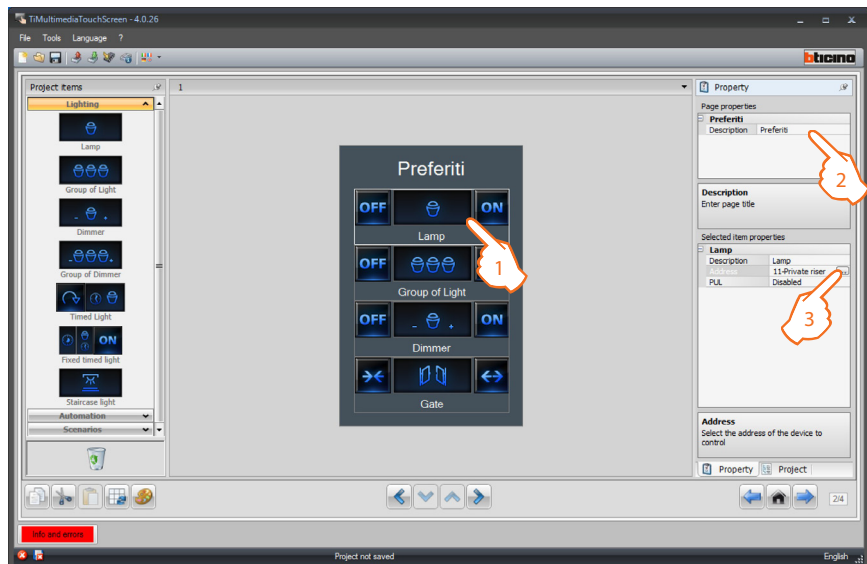 TiMultimediaTouchScreen - 4.0.26
File Tools Language ?
bticino
Project items
Lighting
Lamp
Group of Light
Dimmer
Group of Dimmer
Timed Light
ON
Fixed timed light
Staircase light
Automation
Scenarios
1
Preferiti
OFF ON
Lamp
OFF
Group of Light
OFF ON
Dimmer
Gate
1
Property
Page properties
Preferiti
Description Preferiti
2
Description
Enter page title
Selected item properties
Lamp
Description Lamp
Address 11-Private riser ...
PUL Disabled
3
Address
Select the address of the device to
control
Property Project
2/4
Info and errors
Project not saved
English